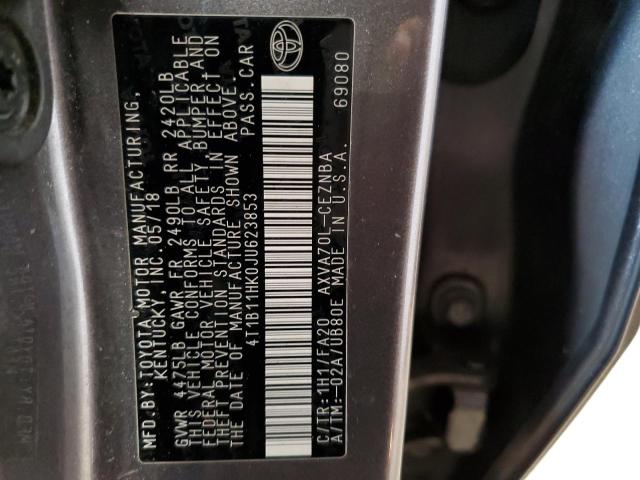 MFD. BY: TOYOTA MOTOR MANUFACTURING,
KENTUCKY, INC. 05/18
GVWR 4475LB GAWR FR 2490LB RR 2420LB
THIS VEHICLE CONFORMS TO ALL APPLICABLE
FEDERAL MOTOR VEHICLE SAFETY, BUMPER AND
THEFT PREVENTION STANDARDS IN EFFECT ON
THE DATE OF MANUFACTURE SHOWN ABOVE.
4T1B11HK0JU623853 PASS. CAR
C/TR: 1H1/FA20 AXVA70L-CEZNBA
A/TM: -02A/UB80E MADE IN U.S.A. 69080